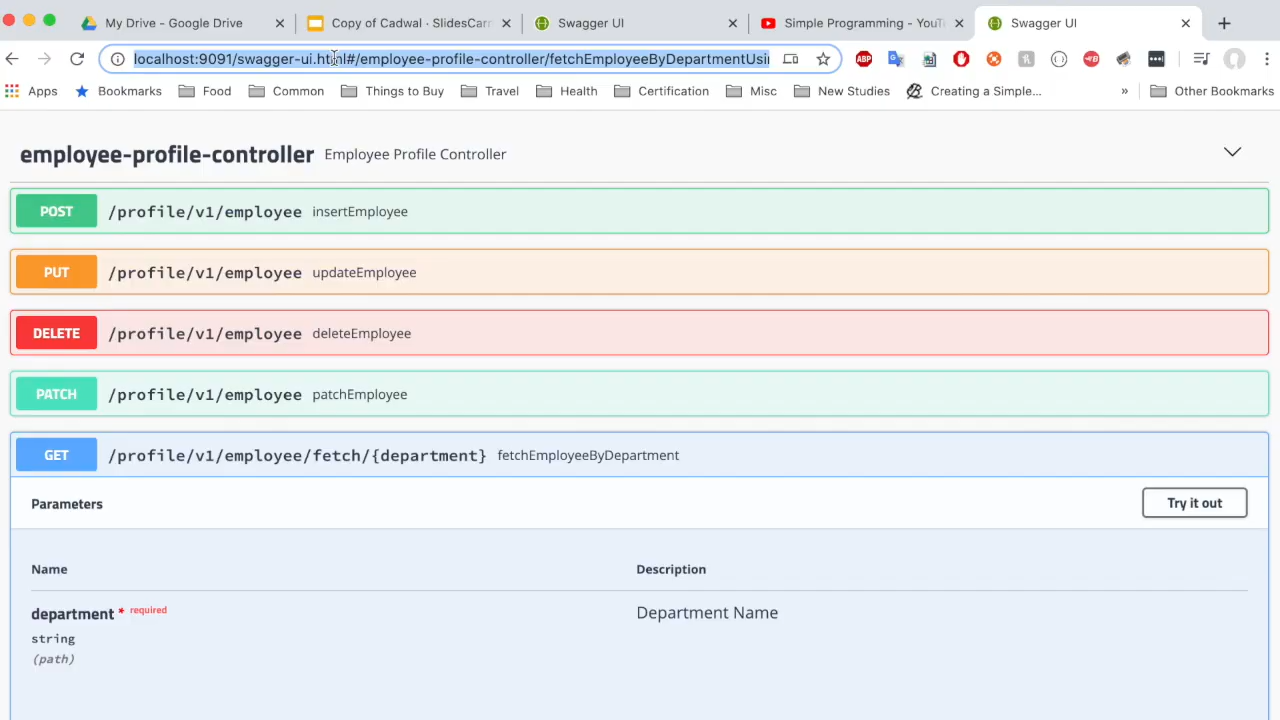 My Drive - Google Drive
Copy of Cadwal · SlidesCarn
Swagger UI
Simple Programming - YouT
Swagger UI
localhost:9091/swagger-ui.html#/employee-profile-controller/fetchEmployeeByDepartmentUsin
ABP
Apps
Bookmarks
Food
Common
Things to Buy
Travel
Health
Certification
Misc
New Studies
Creating a Simple...
»
Other Bookmarks
employee-profile-controller Employee Profile Controller
POST /profile/v1/employee insertEmployee
PUT /profile/v1/employee updateEmployee
DELETE /profile/v1/employee deleteEmployee
PATCH /profile/v1/employee patchEmployee
GET /profile/v1/employee/fetch/{department} fetchEmployeeByDepartment
Parameters
Try it out
Name
Description
department * required
Department Name
string
(path)